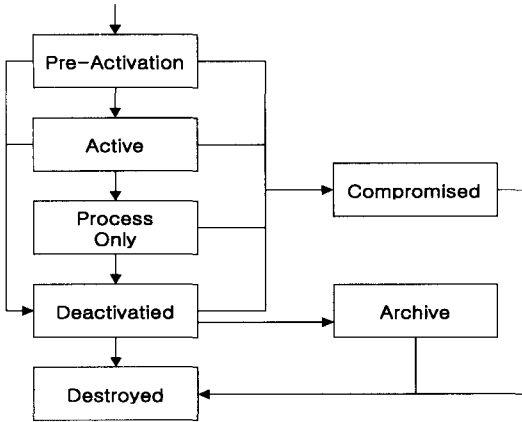 Pre-Activation
Active
Compromised
Process
Only
Deactivatied
Archive
Destroyed